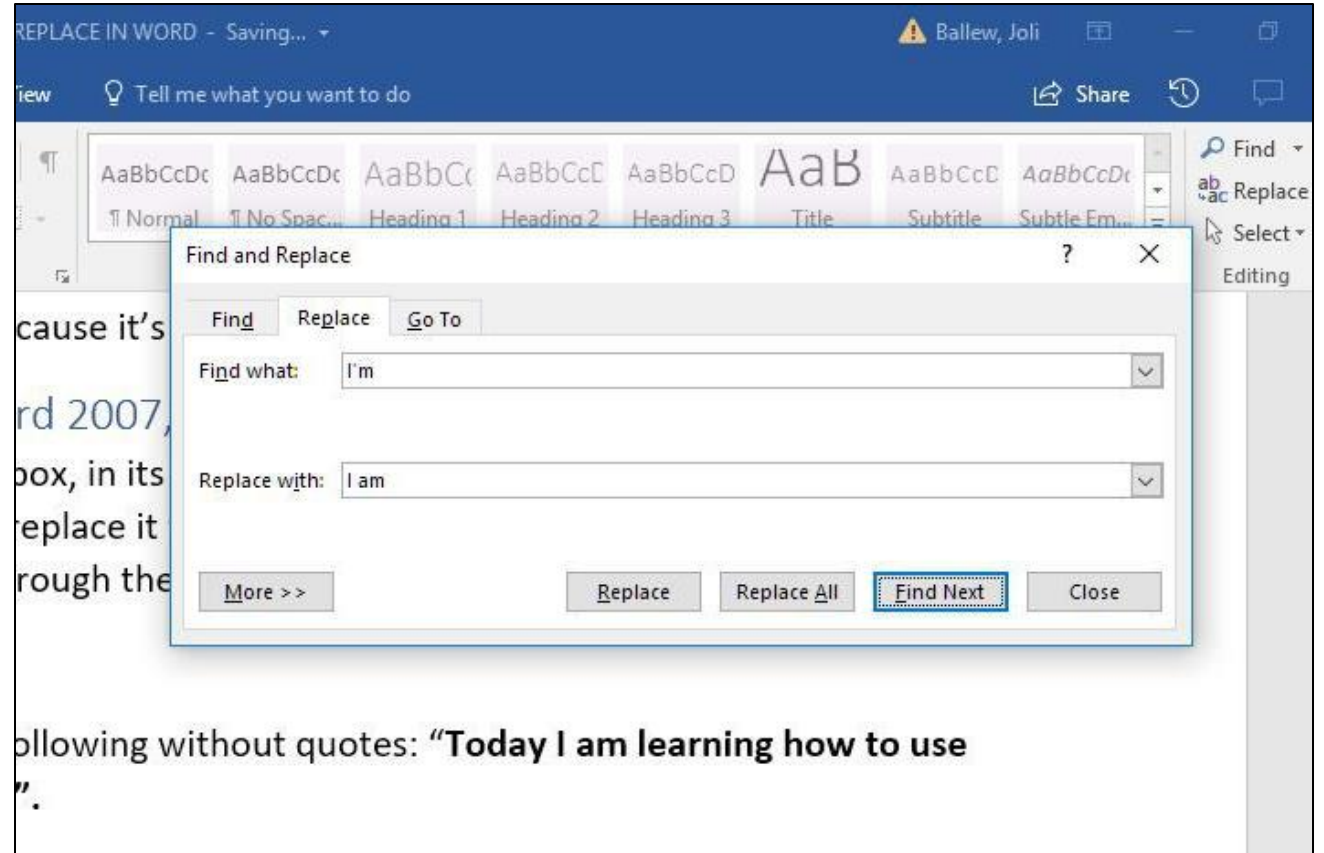 REPLACE IN WORD - Saving... Ballew, Joli
iew Tell me what you want to do Share
¶ AaBbCcDc AaBbCcDc AaBbCc AaBbCcD AaBbCcD AaB AaBbCcD AaBbCcDc Find
¶ Normal ¶ No Spac... Heading 1 Heading 2 Heading 3 Title Subtitle Subtle Em... ab ac Replace
Select
Editing
Find and Replace ? X
Find Replace Go To
Find what: I'm
Replace with: I am
More >> Replace Replace All Find Next Close
cause it's
rd 2007,
box, in its
replace it
rough the
ollowing without quotes: “Today I am learning how to use
”.